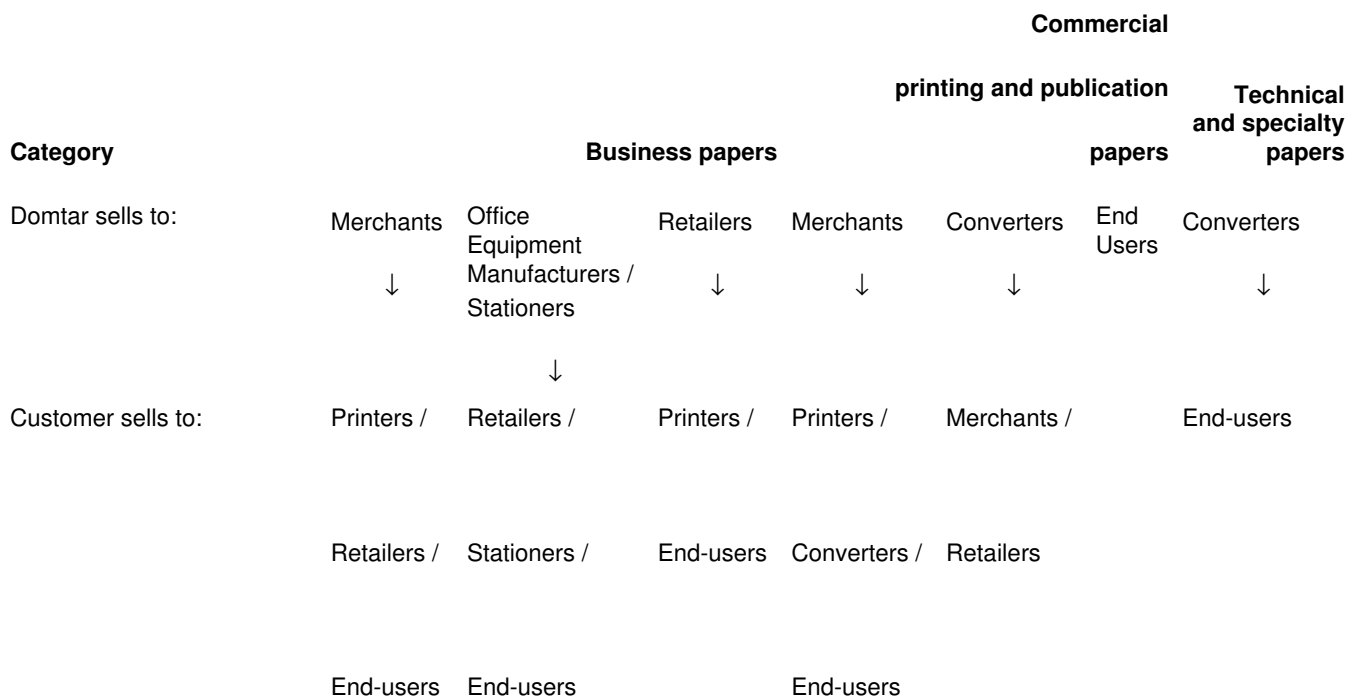 Commercial
printing and publication
Technical
and specialty
Category Business papers papers papers
Domtar sells to: Merchants Office Retailers Merchants Converters End Converters
Equipment Users
Manufacturers /
↓ ↓ ↓ ↓ ↓
Stationers
↓
Customer sells to: Printers / Retailers / Printers / Printers / Merchants / End-users
Retailers / Stationers / End-users Converters / Retailers
End-users End-users End-users